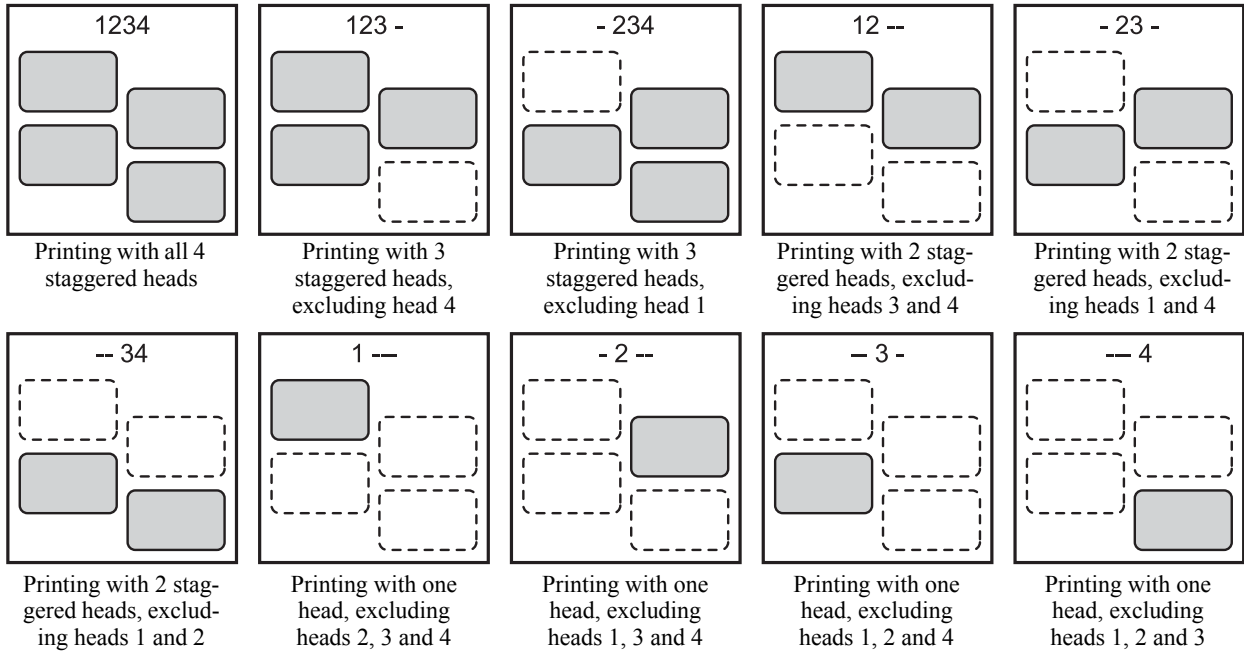 1234
123 -
- 234
12 --
- 23 -
Printing with all 4
staggered heads
Printing with 3
staggered heads,
excluding head 4
Printing with 3
staggered heads,
excluding head 1
Printing with 2 stag-
gered heads, exclud-
ing heads 3 and 4
Printing with 2 stag-
gered heads, exclud-
ing heads 1 and 4
-- 34
1 ---
- 2 --
-- 3 -
--- 4
Printing with 2 stag-
gered heads, exclud-
ing heads 1 and 2
Printing with one
head, excluding
heads 2, 3 and 4
Printing with one
head, excluding
heads 1, 3 and 4
Printing with one
head, excluding
heads 1, 2 and 4
Printing with one
head, excluding
heads 1, 2 and 3